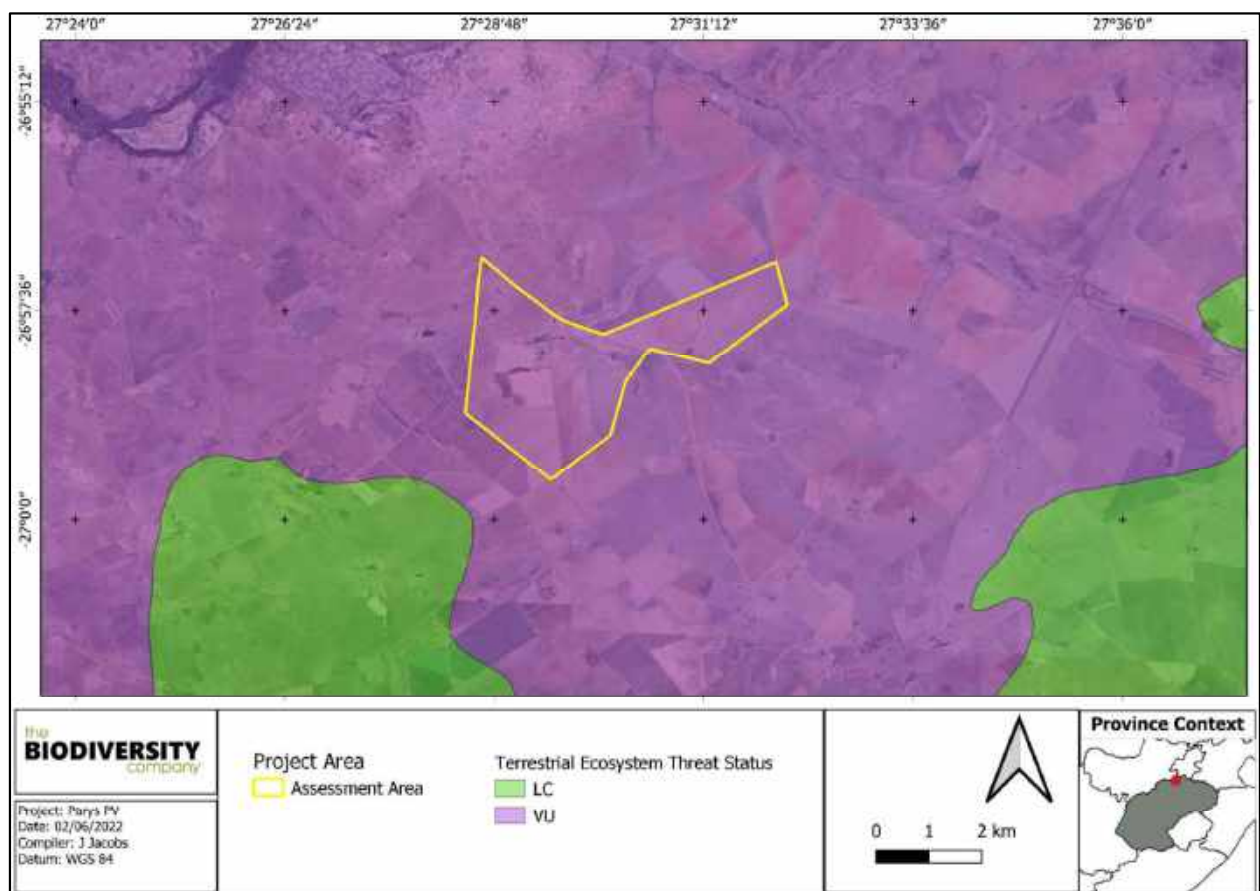 27°24'0" 27°26'24" 27°28'48" 27°31'12" 27°33'36" 27°36'0"
-26°55'12"
-26°57'36"
-27°0'0"
the
BIODIVERSITY
company
Project: Parys PV
Date: 02/06/2022
Compiler: J Jacobs
Datum: WGS 84
Project Area
Assessment Area
Terrestrial Ecosystem Threat Status
LC
VU
0 1 2 km
Province Context